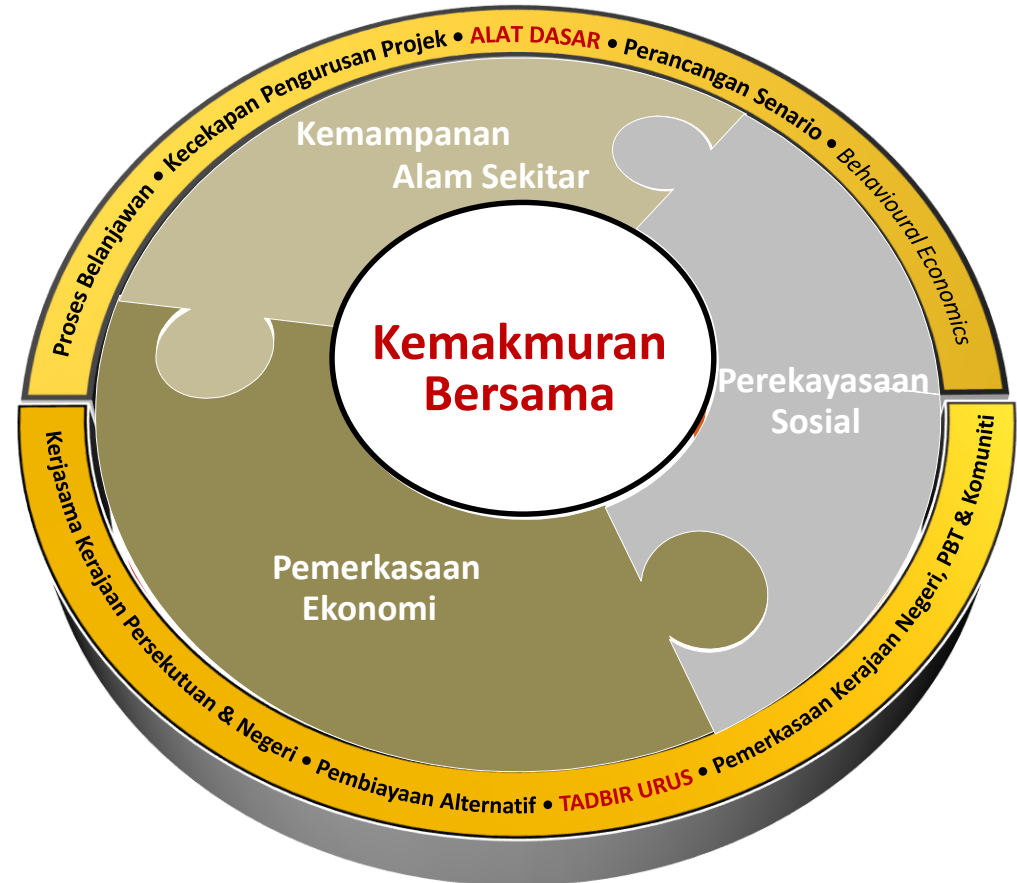 Proses Belanjawan • Kecekapan Pengurusan Projek • ALAT DASAR • Perancangan Senario • Behavioural Economics
Kemampanan
Alam Sekitar
Kemakmuran
Bersama
Perekayasaan
Sosial
Pemerkasaan
Ekonomi
Kerjasama Kerajaan Persekutuan & Negeri • Pembiayaan Alternatif • TADBIR URUS • Pemerkasaan Kerajaan Negeri, PBT & Komuniti